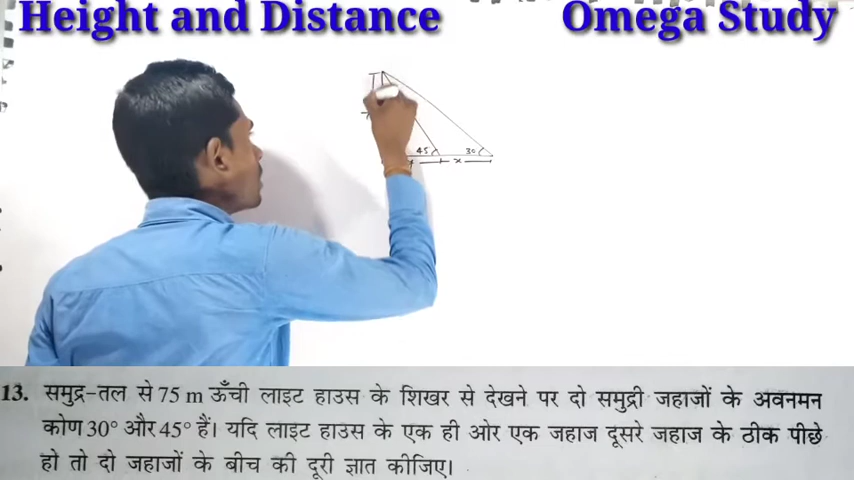 Height and Distance Omega Study
45 30
x x
13. समुद्र-तल से 75 m ऊँची लाइट हाउस के शिखर से देखने पर दो समुद्री जहाजों के अवनमन
कोण 30° और 45° हैं। यदि लाइट हाउस के एक ही ओर एक जहाज दूसरे जहाज के ठीक पीछे
हो तो दो जहाजों के बीच की दूरी ज्ञात कीजिए।